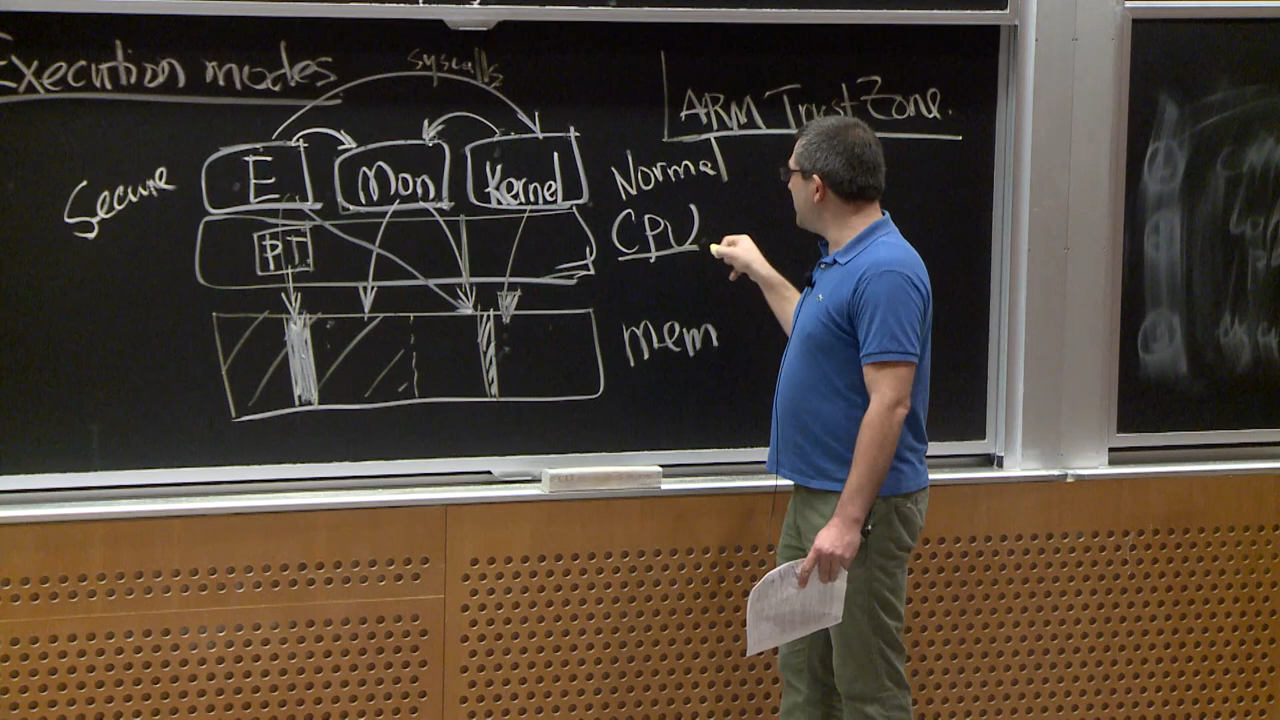 Execution modes
syscalls
ARM TrustZone.
Secure
E
Mon
Kernel
Normal
PT
CPU
mem